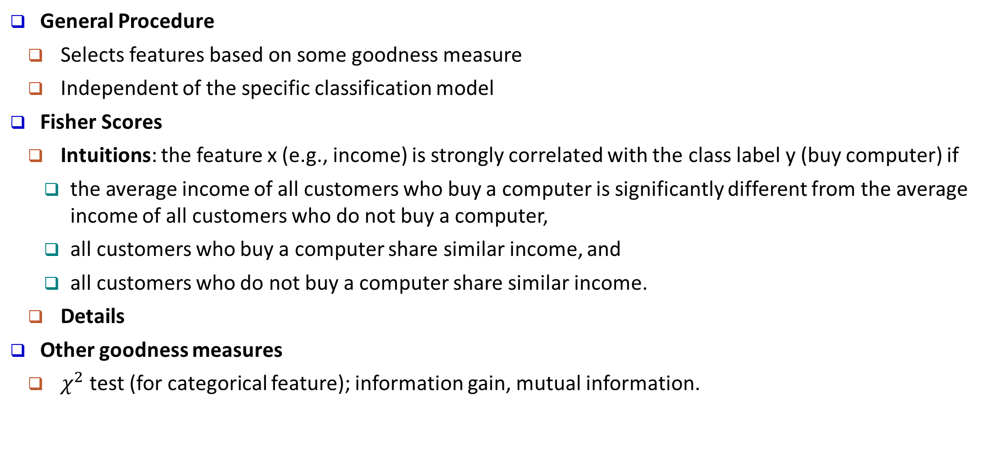 General Procedure
Selects features based on some goodness measure
Independent of the specific classification model
Fisher Scores
Intuitions: the feature x (e.g., income) is strongly correlated with the class label y (buy computer) if
the average income of all customers who buy a computer is significantly different from the average
income of all customers who do not buy a computer,
all customers who buy a computer share similar income, and
all customers who do not buy a computer share similar income.
Details
Other goodness measures
χ² test (for categorical feature); information gain, mutual information.